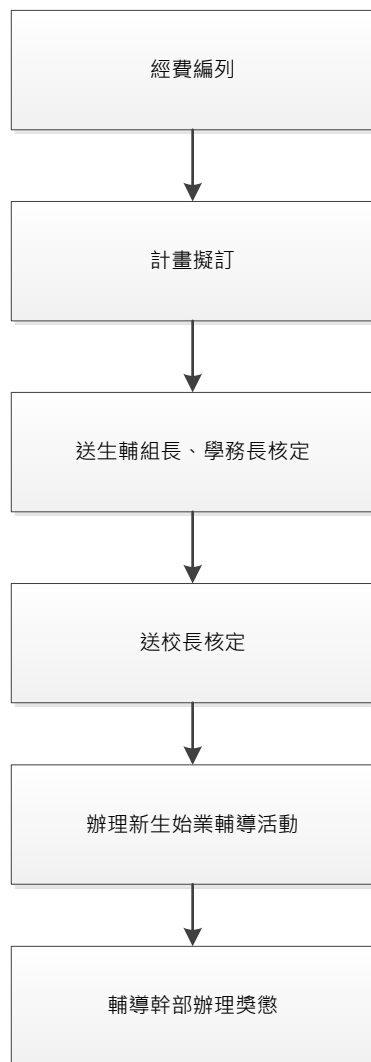 經費編列
計畫擬訂
送生輔組長、學務長核定
送校長核定
辦理新生始業輔導活動
輔導幹部辦理獎懲